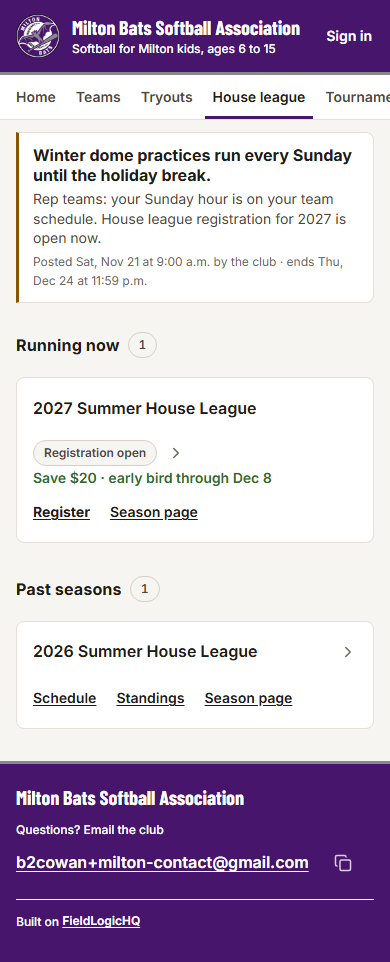 Milton Bats Softball Association
Softball for Milton kids, ages 6 to 15
Sign in
Home Teams Tryouts House league Tourname
Winter dome practices run every Sunday
until the holiday break.
Rep teams: your Sunday hour is on your team
schedule. House league registration for 2027 is
open now.
Posted Sat, Nov 21 at 9:00 a.m. by the club · ends Thu,
Dec 24 at 11:59 p.m.
Running now 1
2027 Summer House League
Registration open
Save $20 · early bird through Dec 8
Register Season page
Past seasons 1
2026 Summer House League
Schedule Standings Season page
Milton Bats Softball Association
Questions? Email the club
b2cowan+milton-contact@gmail.com
Built on FieldLogicHQ